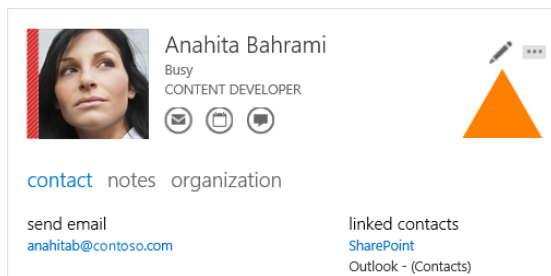 Anahita Bahrami
Busy
CONTENT DEVELOPER
contact notes organization
send email
anahitab@contoso.com
linked contacts
SharePoint
Outlook - (Contacts)